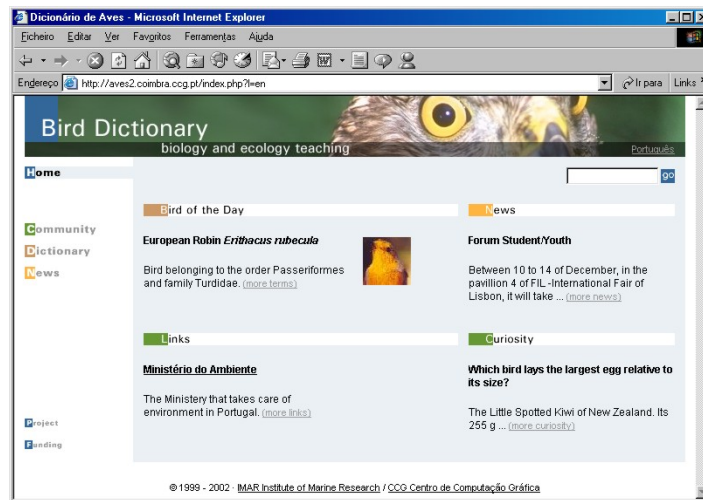 Dicionário de Aves - Microsoft Internet Explorer
Ficheiro Editar Ver Favoritos Ferramentas Ajuda
Endereço http://aves2.coimbra.ccg.pt/index.php?l=en Ir para Links
Bird Dictionary
biology and ecology teaching
Português
Home
go
Bird of the Day
News
Community
Dictionary
News
European Robin Erithacus rubecula
Bird belonging to the order Passeriformes
and family Turdidae. (more terms)
Forum Student/Youth
Between 10 to 14 of December, in the
pavillion 4 of FIL -International Fair of
Lisbon, it will take ... (more news)
Links
Curiosity
Ministério do Ambiente
The Ministery that takes care of
environment in Portugal. (more links)
Which bird lays the largest egg relative to
its size?
The Little Spotted Kiwi of New Zealand. Its
255 g ... (more curiosity)
Project
Funding
© 1999 - 2002 · IMAR Institute of Marine Research / CCG Centro de Computação Gráfica